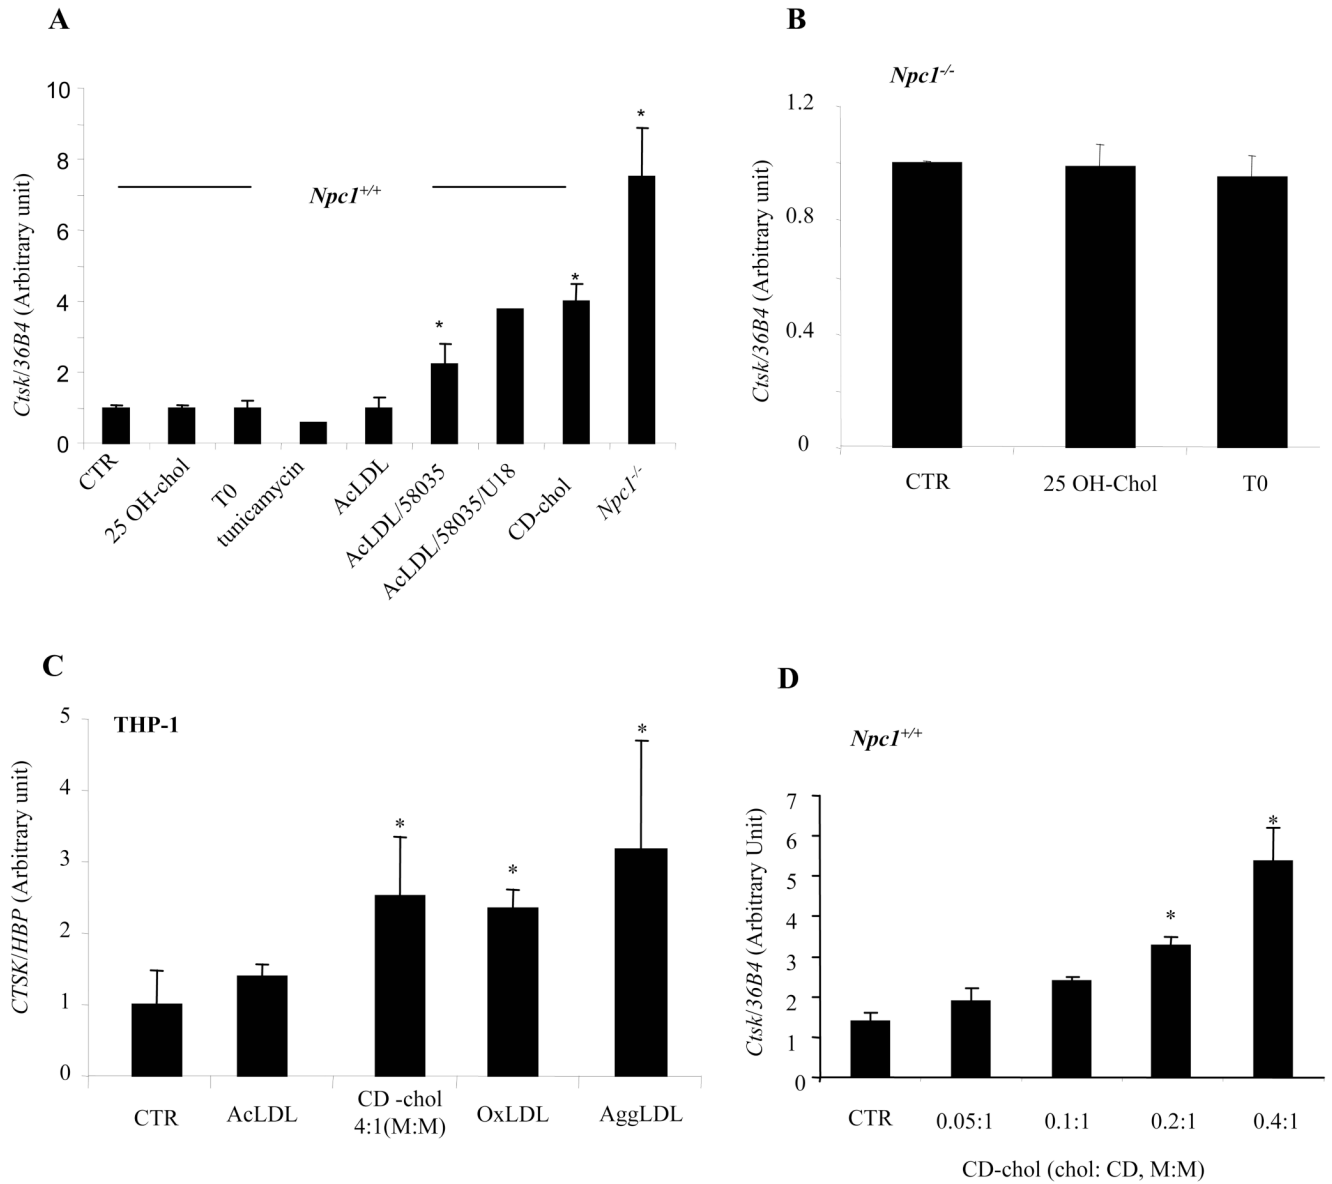 A
10
8
6
4
2
0
Ctsk/36B4 (Arbitrary unit)
Npc1+/+
*
*
*
CTR
25 OH-chol
T0
tunicamycin
AcLDL
AcLDL/58035
AcLDL/58035/U18
CD-chol
Npc1-/-
B
Npc1-/-
1.2
0.8
0.4
0
Ctsk/36B4 (Arbitrary unit)
CTR
25 OH-Chol
T0
C
THP-1
5
4
3
2
1
0
CTSK/HBP (Arbitrary unit)
*
*
*
CTR
AcLDL
CD -chol
4:1(M:M)
OxLDL
AggLDL
D
Npc1+/+
7
6
5
4
3
2
1
0
Ctsk/36B4 (Arbitrary Unit)
*
*
CTR
0.05:1
0.1:1
0.2:1
0.4:1
CD-chol (chol: CD, M:M)